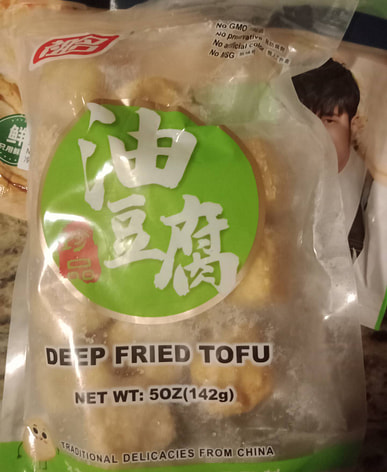 No GMO
No preservative
No artificial color
No MSG
鲜
油
豆腐
DEEP FRIED TOFU
NET WT: 5OZ(142g)
TRADITIONAL DELICACIES FROM CHINA